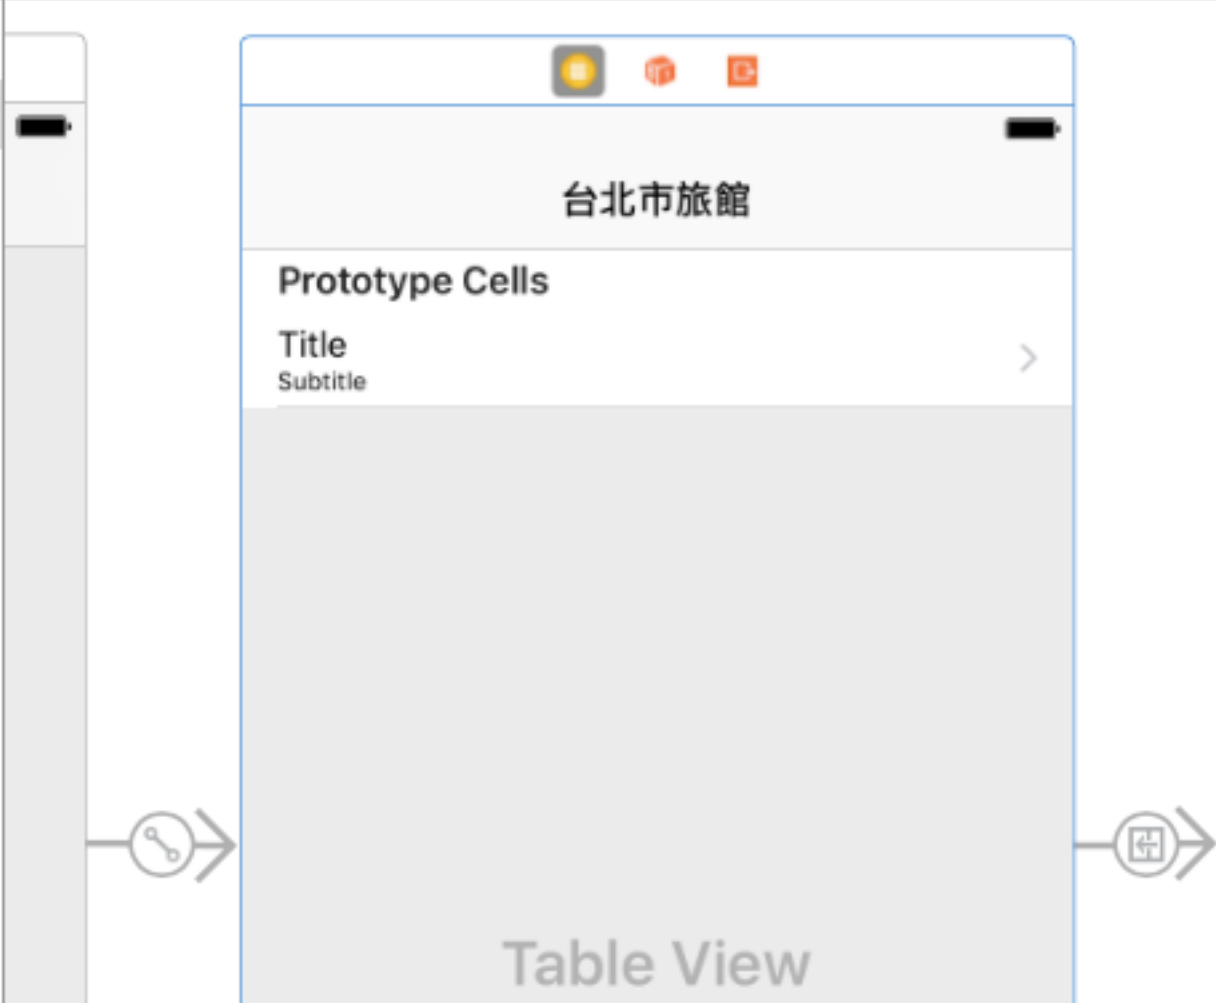 台北市旅館
Prototype Cells
Title
Subtitle
Table View